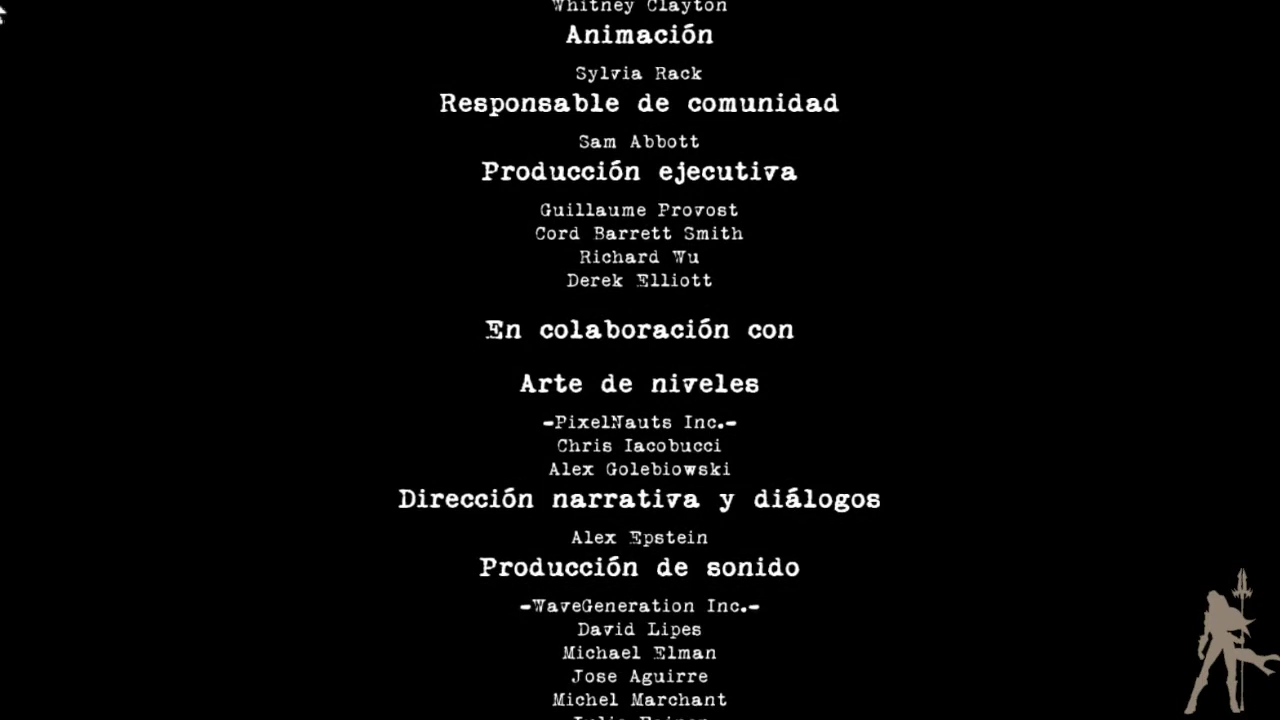 Whitney Clayton
Animación
Sylvia Rack
Responsable de comunidad
Sam Abbott
Producción ejecutiva
Guillaume Provost
Cord Barrett Smith
Richard Wu
Derek Elliott
En colaboración con
Arte de niveles
-PixelNauts Inc.-
Chris Iacobucci
Alex Golebiowski
Dirección narrativa y diálogos
Alex Epstein
Producción de sonido
-WaveGeneration Inc.-
David Lipes
Michael Elman
Jose Aguirre
Michel Marchant